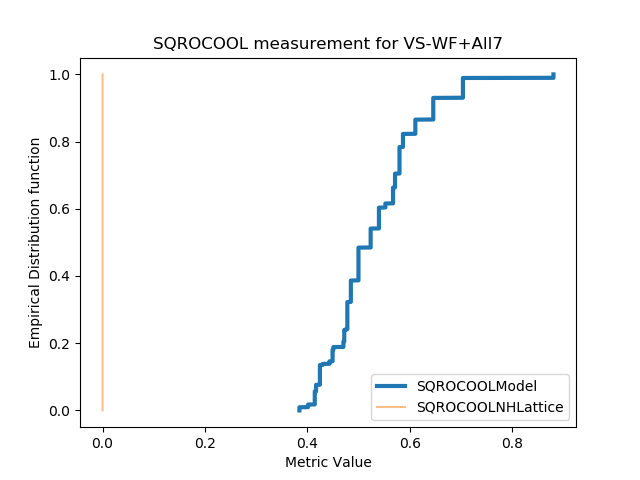 SQROCOOL measurement for VS-WF+All7
Empirical Distribution function
1.0
0.8
0.6
0.4
0.2
0.0
0.0 0.2 0.4 0.6 0.8
Metric Value
SQROCOOLModel
SQROCOOLNHLattice